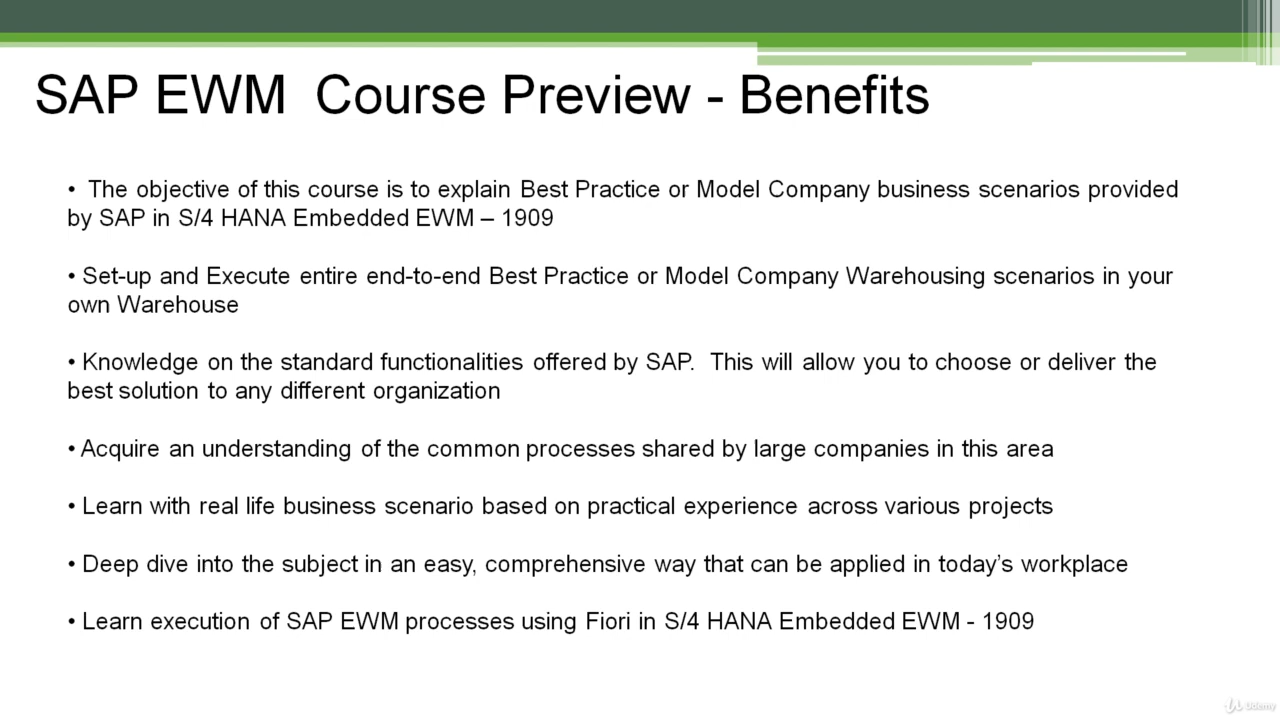 SAP EWM  Course Preview - Benefits
•  The objective of this course is to explain Best Practice or Model Company business scenarios provided
by SAP in S/4 HANA Embedded EWM – 1909
• Set-up and Execute entire end-to-end Best Practice or Model Company Warehousing scenarios in your
own Warehouse
• Knowledge on the standard functionalities offered by SAP.  This will allow you to choose or deliver the
best solution to any different organization
• Acquire an understanding of the common processes shared by large companies in this area
• Learn with real life business scenario based on practical experience across various projects
• Deep dive into the subject in an easy, comprehensive way that can be applied in today’s workplace
• Learn execution of SAP EWM processes using Fiori in S/4 HANA Embedded EWM - 1909
Udemy